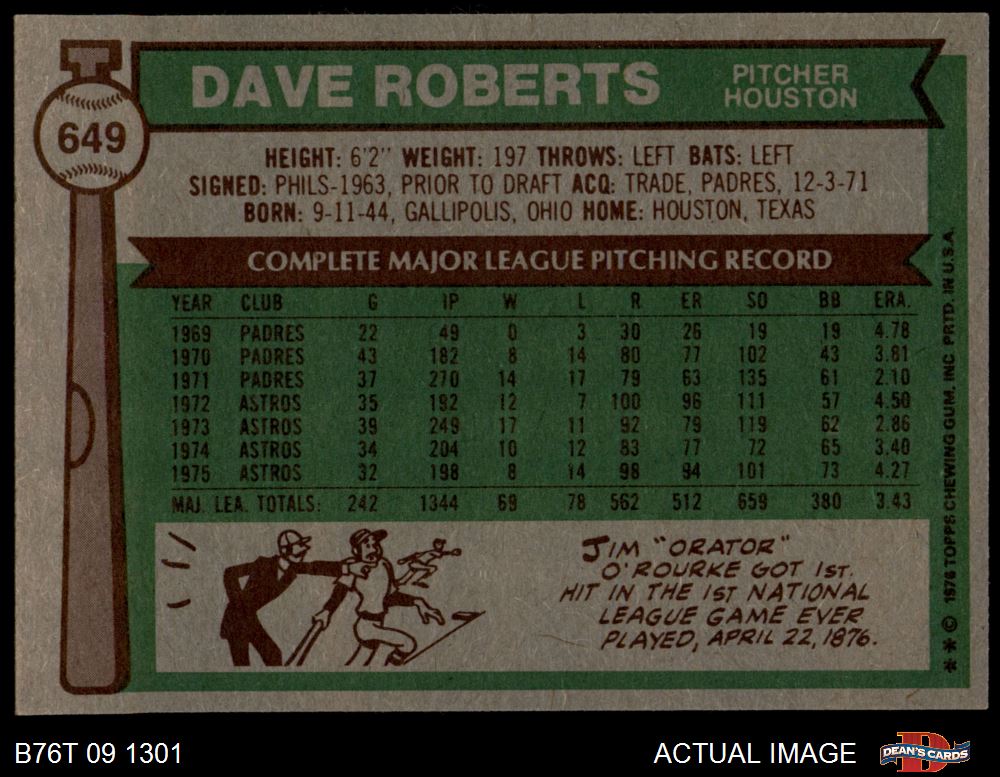 DAVE ROBERTS
PITCHER
HOUSTON
649
HEIGHT: 6'2" WEIGHT: 197 THROWS: LEFT BATS: LEFT
SIGNED: PHILS-1963, PRIOR TO DRAFT ACQ: TRADE, PADRES, 12-3-71
BORN: 9-11-44, GALLIPOLIS, OHIO HOME: HOUSTON, TEXAS
COMPLETE MAJOR LEAGUE PITCHING RECORD
YEAR CLUB G IP W L R ER SO BB ERA.
1969 PADRES 22 49 0 3 30 26 19 19 4.78
1970 PADRES 43 182 8 14 80 77 102 43 3.81
1971 PADRES 37 270 14 17 79 63 135 61 2.10
1972 ASTROS 35 192 12 7 100 96 111 57 4.50
1973 ASTROS 39 249 17 11 92 79 119 62 2.86
1974 ASTROS 34 204 10 12 83 77 72 65 3.40
1975 ASTROS 32 198 8 14 98 94 101 73 4.27
MAJ. LEA. TOTALS: 242 1344 69 78 562 512 659 380 3.43
JIM "ORATOR"
O'ROURKE GOT 1ST.
HIT IN THE 1ST NATIONAL
LEAGUE GAME EVER
PLAYED, APRIL 22, 1876.
** © 1976 TOPPS CHEWING GUM, INC. PRTD. IN U.S.A.
B76T 09 1301
ACTUAL IMAGE
DEAN'S CARDS